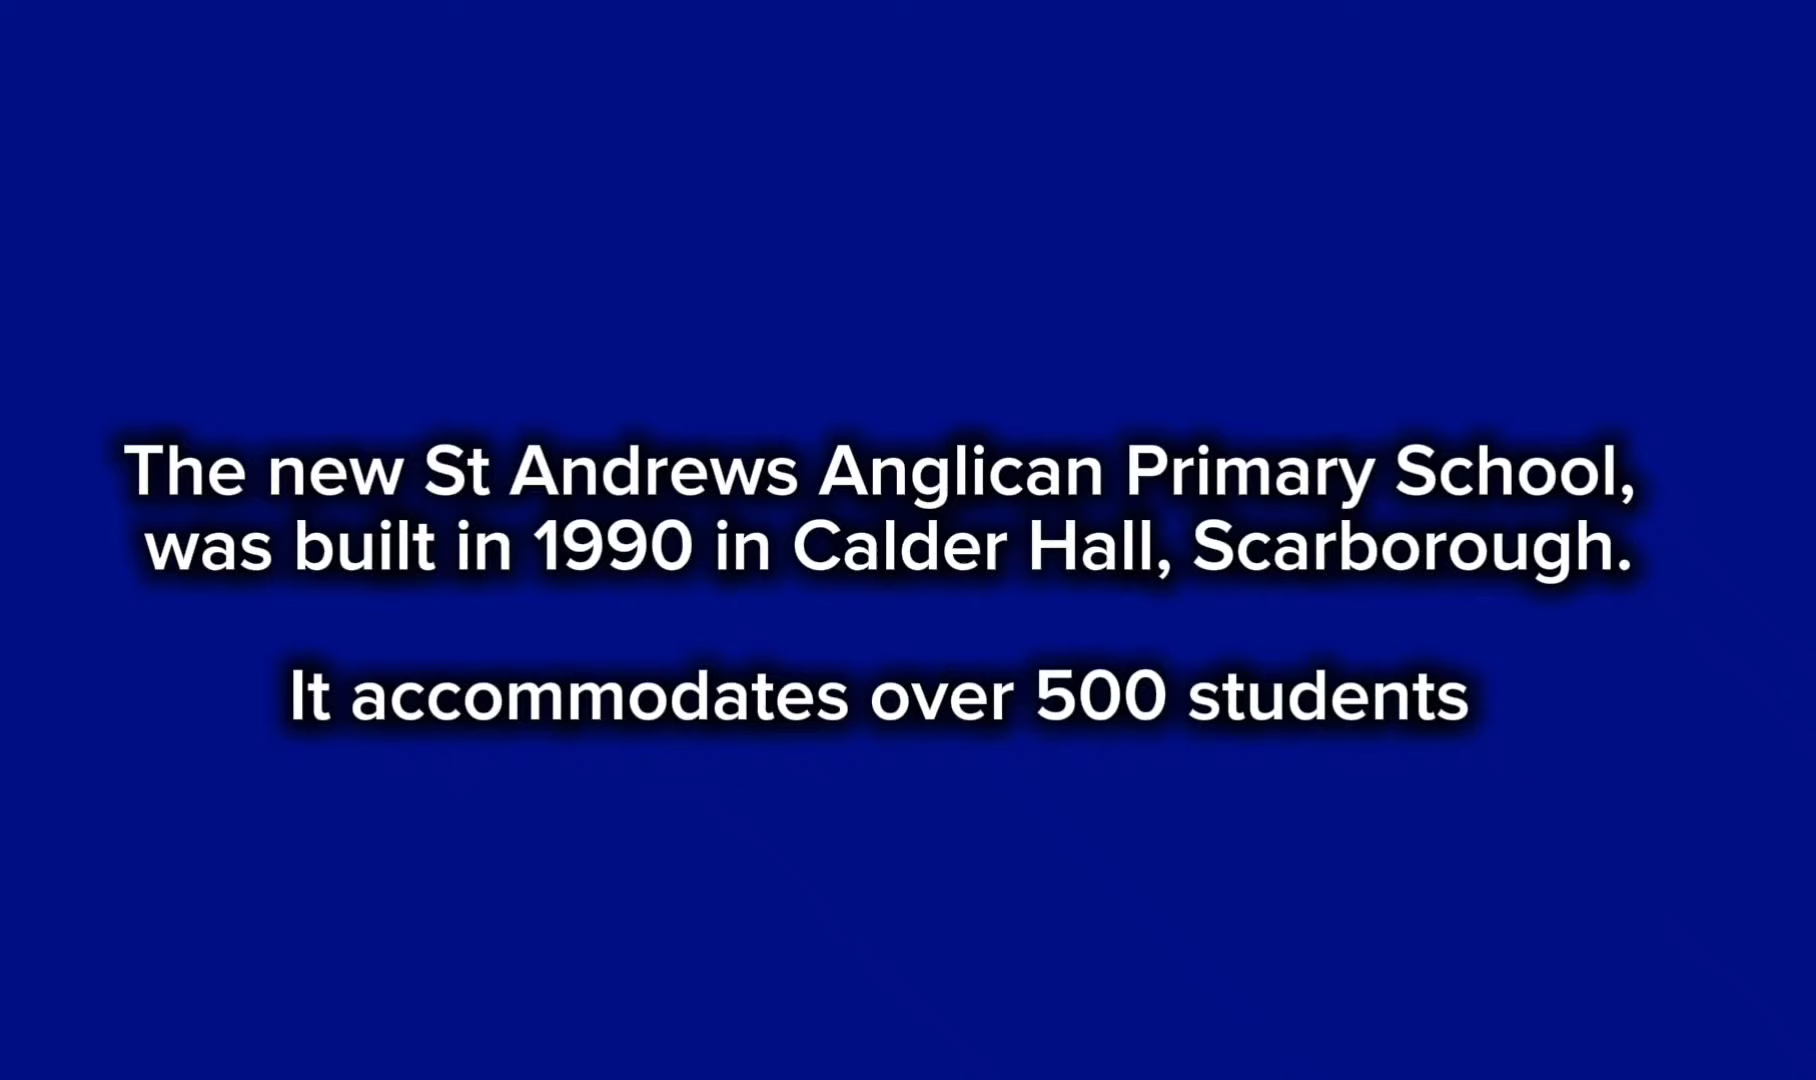 The new St Andrews Anglican Primary School,
was built in 1990 in Calder Hall, Scarborough.
It accommodates over 500 students